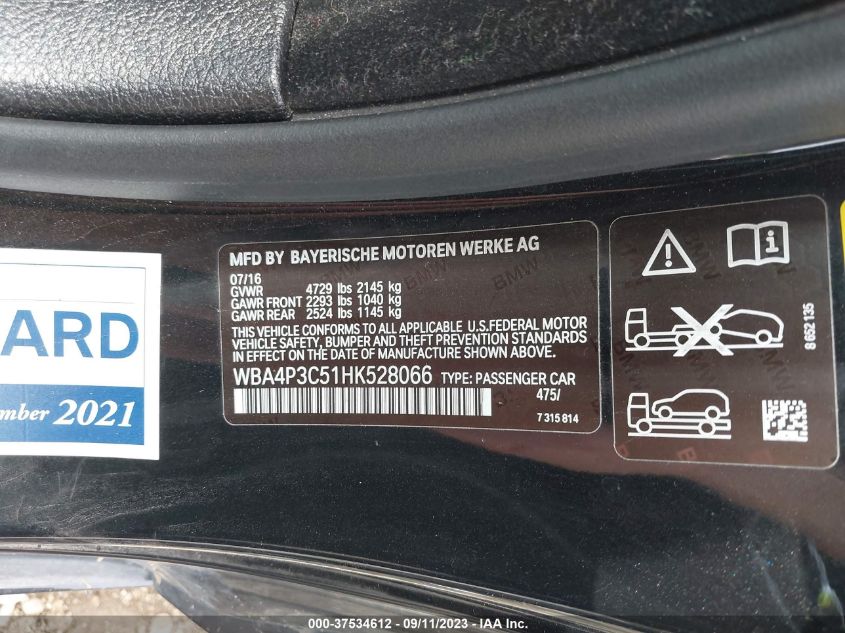 MFD BY BAYERISCHE MOTOREN WERKE AG
07/16
GVWR 4729 lbs 2145 kg
GAWR FRONT 2293 lbs 1040 kg
GAWR REAR 2524 lbs 1145 kg
THIS VEHICLE CONFORMS TO ALL APPLICABLE U.S.FEDERAL MOTOR
VEHICLE SAFETY, BUMPER AND THEFT PREVENTION STANDARDS
IN EFFECT ON THE DATE OF MANUFACTURE SHOWN ABOVE.
WBA4P3C51HK528066 TYPE: PASSENGER CAR
475/
7 315 814
8 652 135
ARD
mber 2021
000-37534612 - 09/11/2023 - IAA Inc.